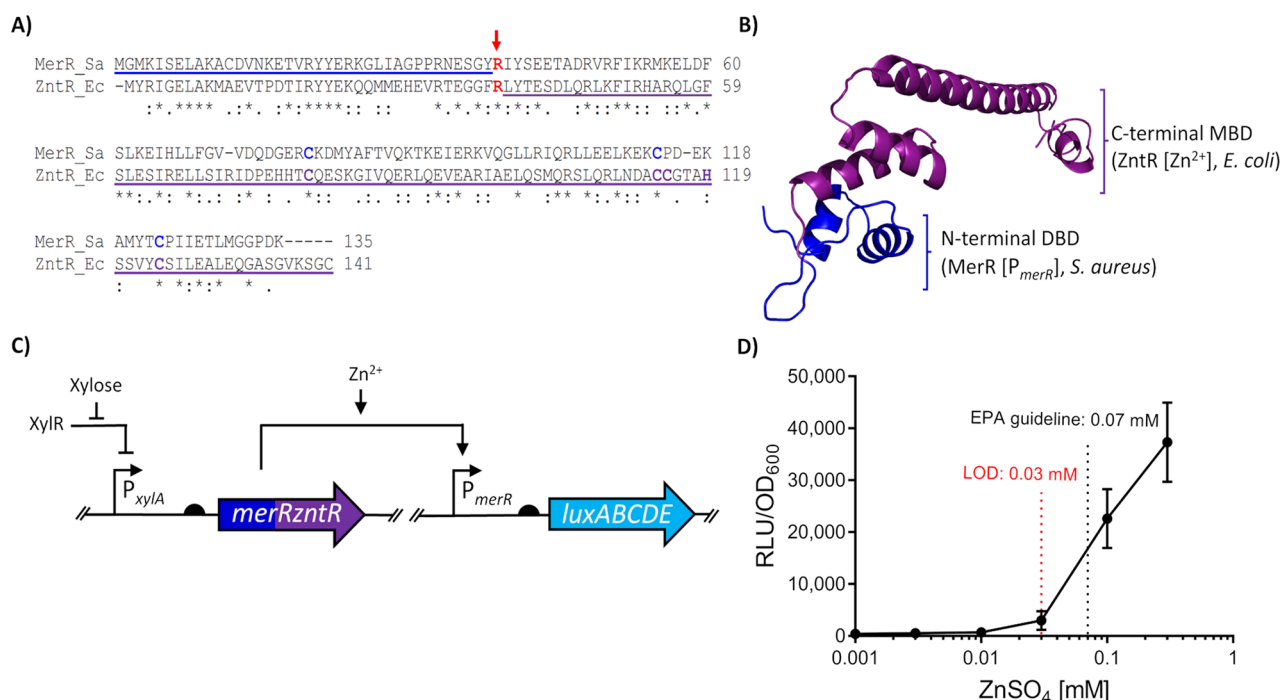 A)
MerR_Sa MGMKISELAKACDVNKETVRYYERKGLIAGPPRNESGYRIYSEETADRVRFIKRMKELDF 60
ZntR_Ec -MYRIGELAKMAEVTPDTIRYYEKQQMMEHEVRTEGGFRLYTESDLQRLKFIRHARQLGF 59
:*.**** .:*. :*:****:: :: *.*.*:*:*:*. :*::**:: ::*.*
MerR_Sa SLKEIHLLFGV-VDQDGERCKDMYAFTVQKTKEIERKVQGLLRIQRLLEELKEKCPD-EK 118
ZntR_Ec SLESIRELLSIRIDPEHHTCQESKGIVQERLQEVEARIAELQSMQRSLQRLNDACCGTAH 119
MerR_Sa AMYTCPIIETLMGGPDK----- 135
ZntR_Ec SSVYCSILEALEQGASGVKSGC 141
: * *:*:* * .
B)
C-terminal MBD
(ZntR [Zn²⁺], E. coli)
N-terminal DBD
(MerR [PmerR], S. aureus)
C)
Xylose
XylR
Zn²⁺
PxylA
merRzntR
PmerR
luxABCDE
D)
RLU/OD600
50,000
40,000
30,000
20,000
10,000
0
EPA guideline: 0.07 mM
LOD: 0.03 mM
0.001
0.01
0.1
1
ZnSO4 [mM]